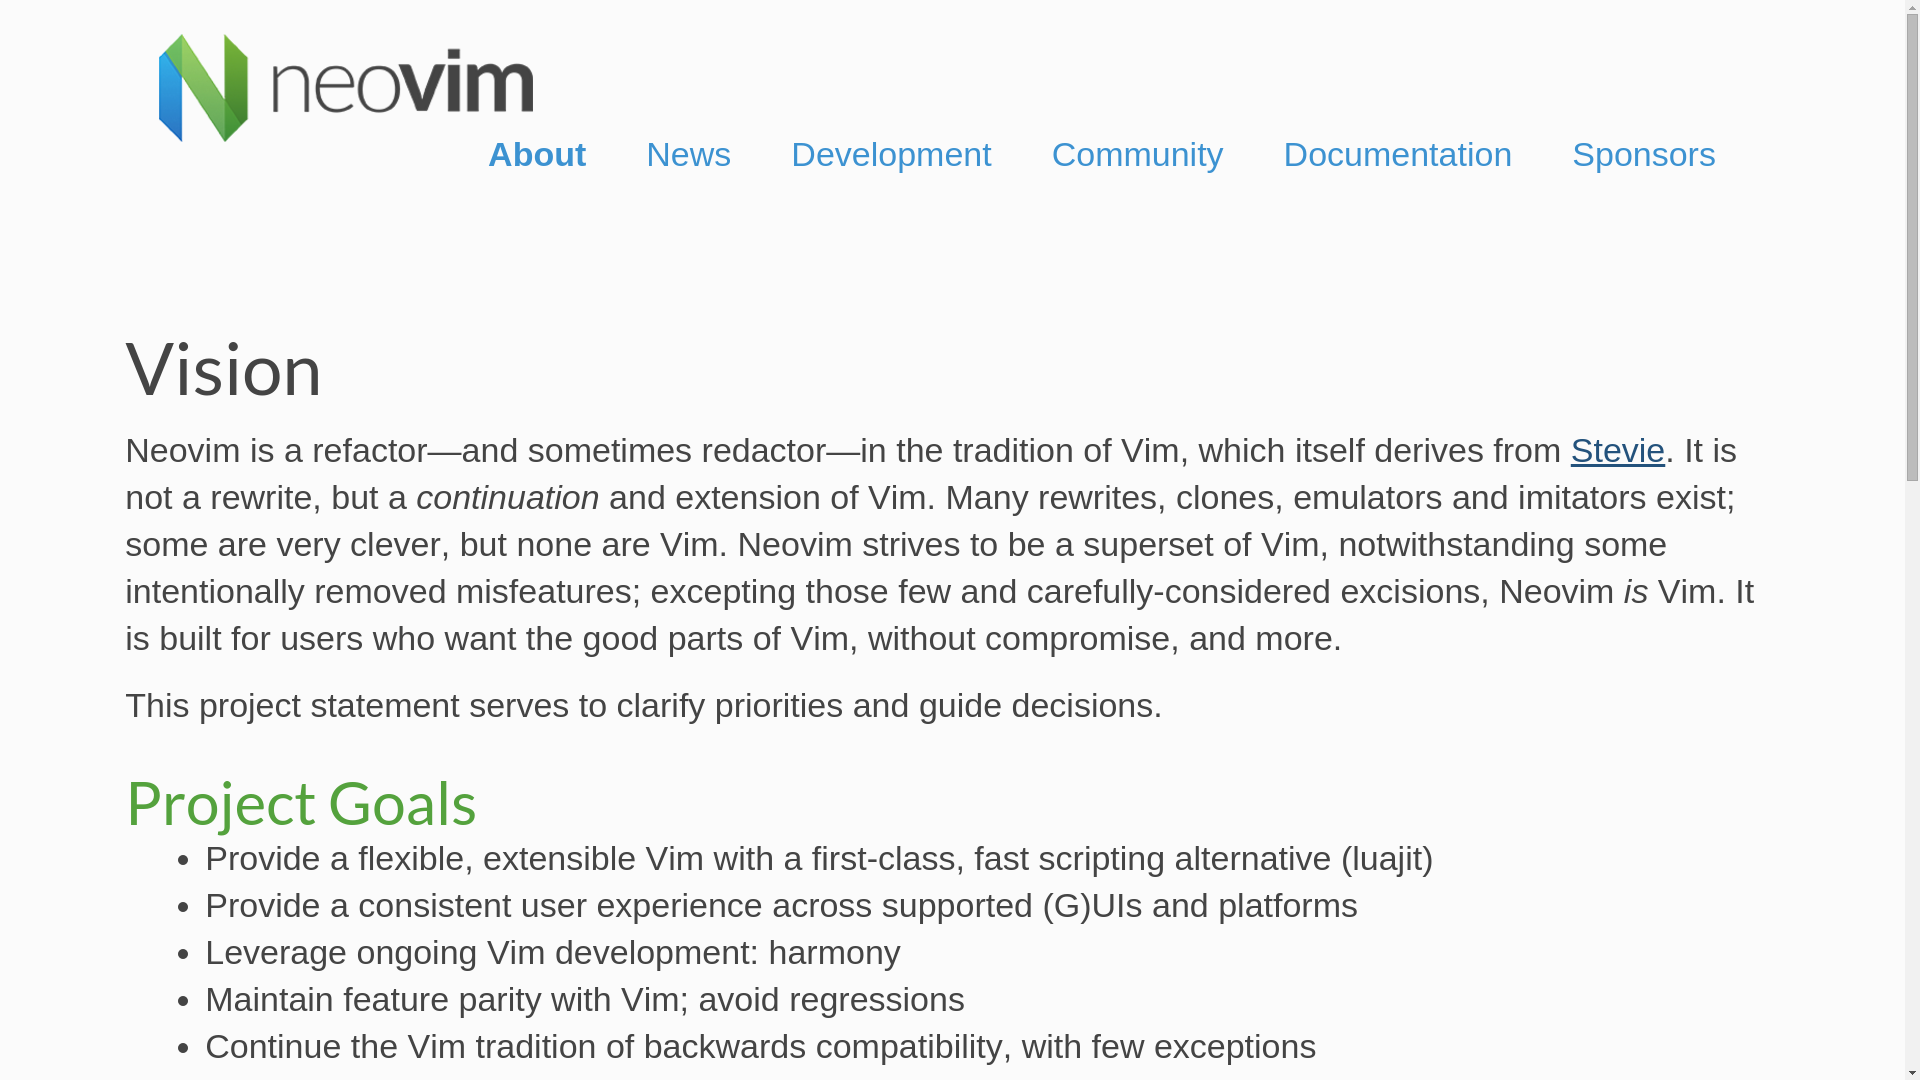 neovim
About News Development Community Documentation Sponsors
Vision
Neovim is a refactor—and sometimes redactor—in the tradition of Vim, which itself derives from Stevie. It is
not a rewrite, but a continuation and extension of Vim. Many rewrites, clones, emulators and imitators exist;
some are very clever, but none are Vim. Neovim strives to be a superset of Vim, notwithstanding some
intentionally removed misfeatures; excepting those few and carefully-considered excisions, Neovim is Vim. It
is built for users who want the good parts of Vim, without compromise, and more.
This project statement serves to clarify priorities and guide decisions.
Project Goals
• Provide a flexible, extensible Vim with a first-class, fast scripting alternative (luajit)
• Provide a consistent user experience across supported (G)UIs and platforms
• Leverage ongoing Vim development: harmony
• Maintain feature parity with Vim; avoid regressions
• Continue the Vim tradition of backwards compatibility, with few exceptions